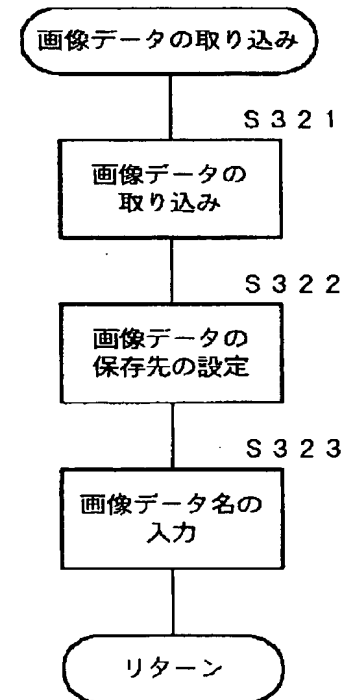 画像データの取り込み
S321
画像データの
取り込み
S322
画像データの
保存先の設定
S323
画像データ名の
入力
リターン